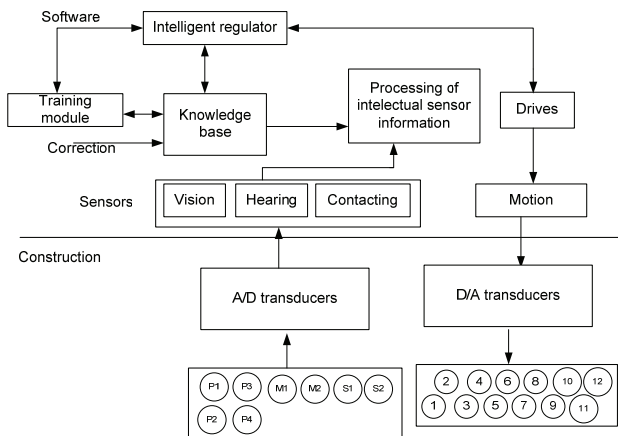 Software
Intelligent regulator
Training
module
Knowledge
base
Processing of
intelectual sensor
information
Drives
Correction
Sensors
Vision
Hearing
Contacting
Motion
Construction
A/D transducers
D/A transducers
P1 P3 M1 M2 S1 S2
P2 P4
2 4 6 8 10 12
1 3 5 7 9 11